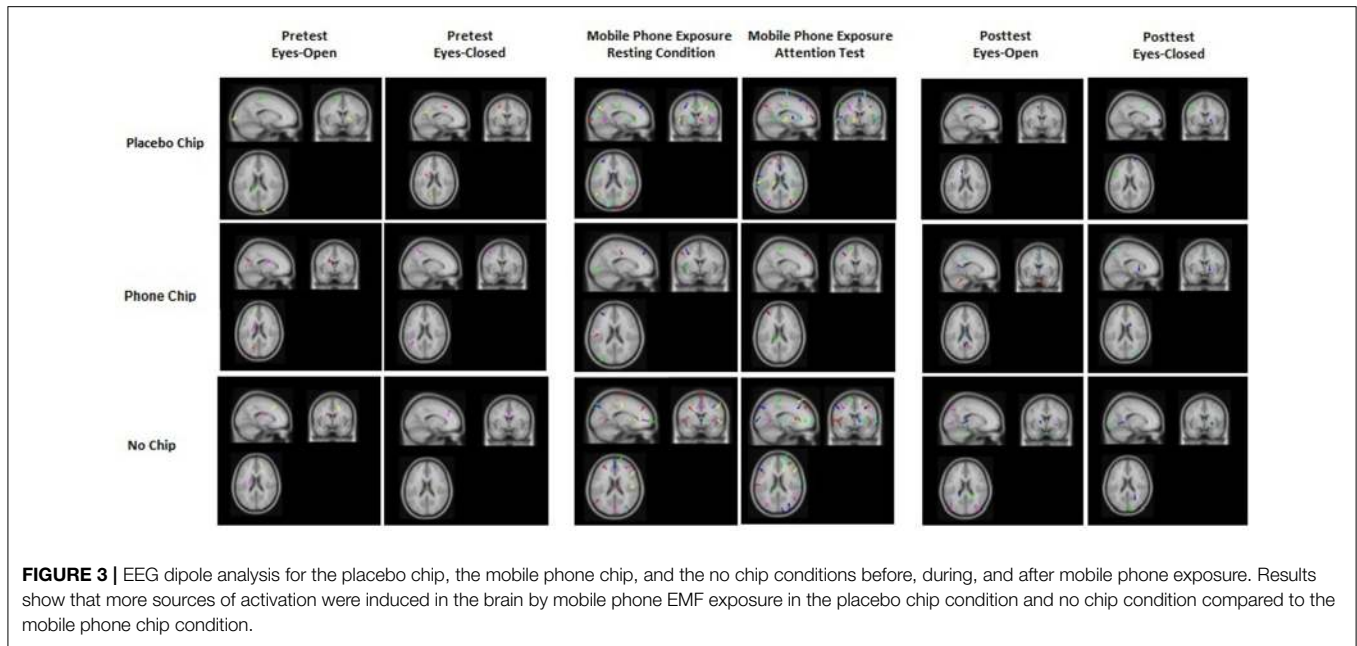 Pretest
Eyes-Open
Pretest
Eyes-Closed
Mobile Phone Exposure
Resting Condition
Mobile Phone Exposure
Attention Test
Posttest
Eyes-Open
Posttest
Eyes-Closed
Placebo Chip
Phone Chip
No Chip
FIGURE 3 | EEG dipole analysis for the placebo chip, the mobile phone chip, and the no chip conditions before, during, and after mobile phone exposure. Results
show that more sources of activation were induced in the brain by mobile phone EMF exposure in the placebo chip condition and no chip condition compared to the
mobile phone chip condition.